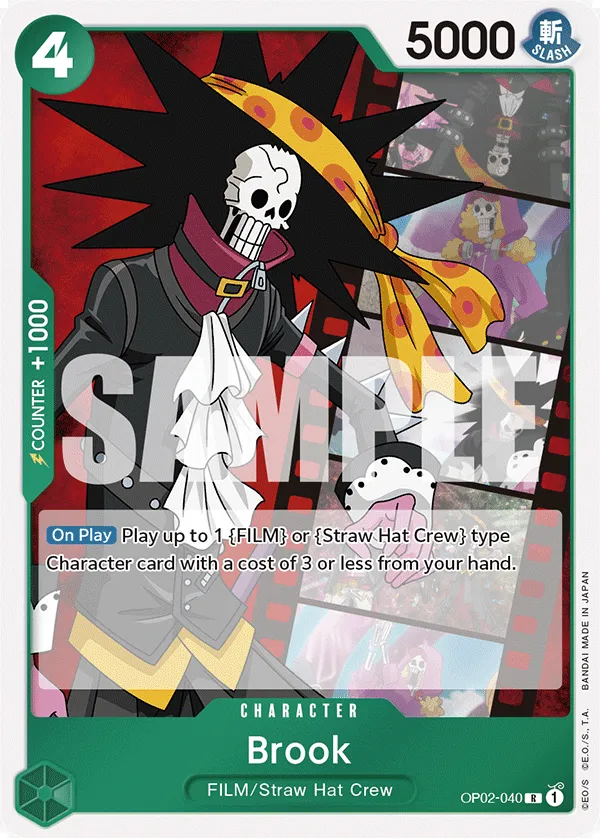 4
5000
斬
SLASH
COUNTER +1000
SAMPLE
On Play Play up to 1 {FILM} or {Straw Hat Crew} type
Character card with a cost of 3 or less from your hand.
CHARACTER
Brook
FILM/Straw Hat Crew
OP02-040 R 1
©EO/S ©E.O./S., T.A. BANDAI MADE IN JAPAN